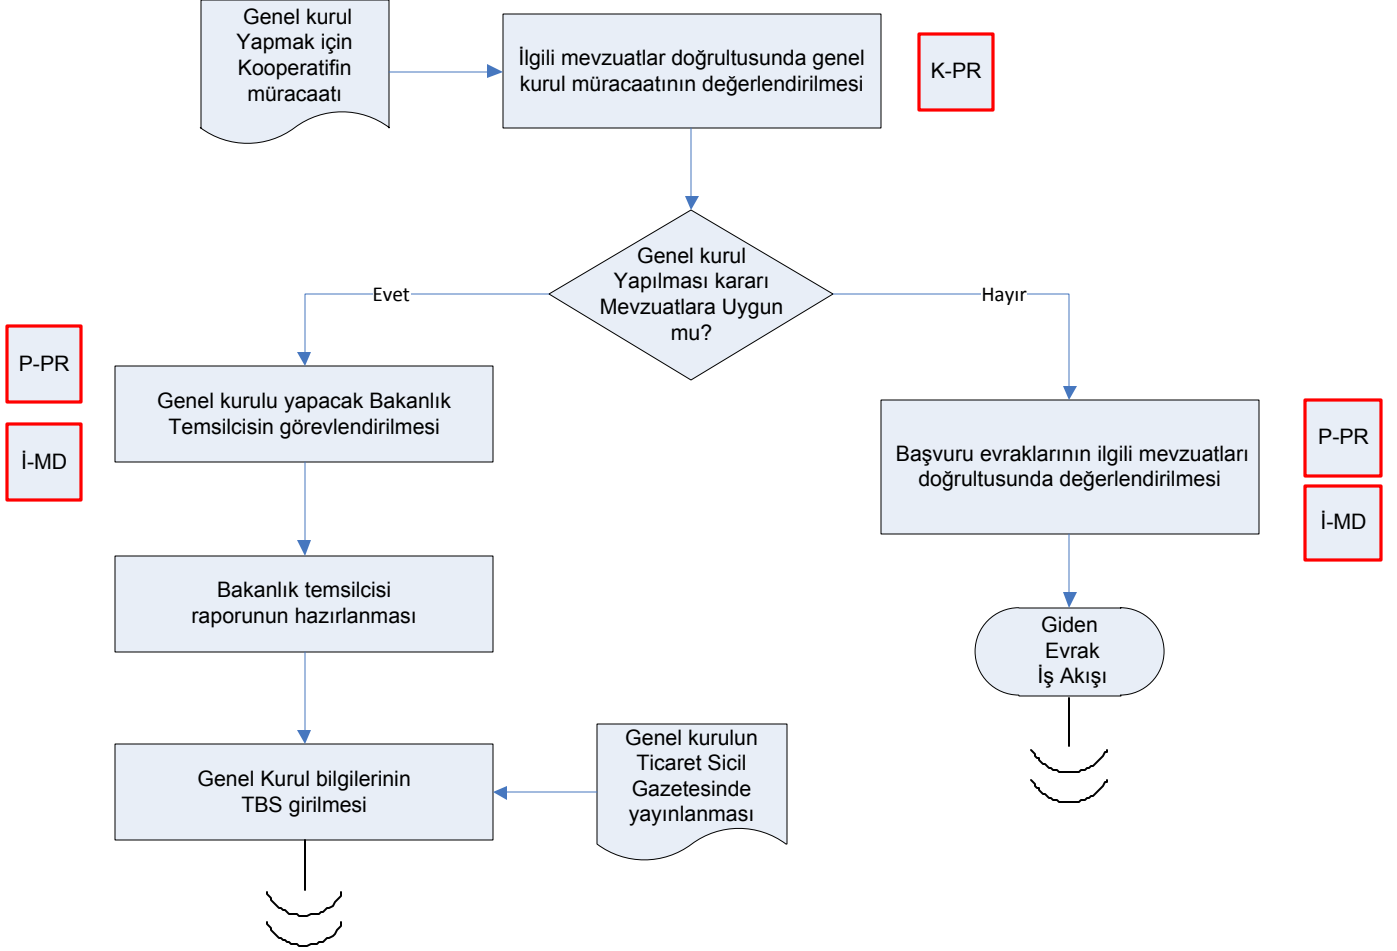 Genel kurul
Yapmak için
Kooperatifin
müracaatı
İlgili mevzuatlar doğrultusunda genel
kurul müracaatının değerlendirilmesi
K-PR
Genel kurul
Yapılması kararı
Mevzuatlara Uygun
mu?
Evet
Hayır
P-PR
İ-MD
Genel kurulu yapacak Bakanlık
Temsilcisin görevlendirilmesi
Başvuru evraklarının ilgili mevzuatları
doğrultusunda değerlendirilmesi
P-PR
İ-MD
Bakanlık temsilcisi
raporunun hazırlanması
Giden
Evrak
İş Akışı
Genel Kurul bilgilerinin
TBS girilmesi
Genel kurulun
Ticaret Sicil
Gazetesinde
yayınlanması